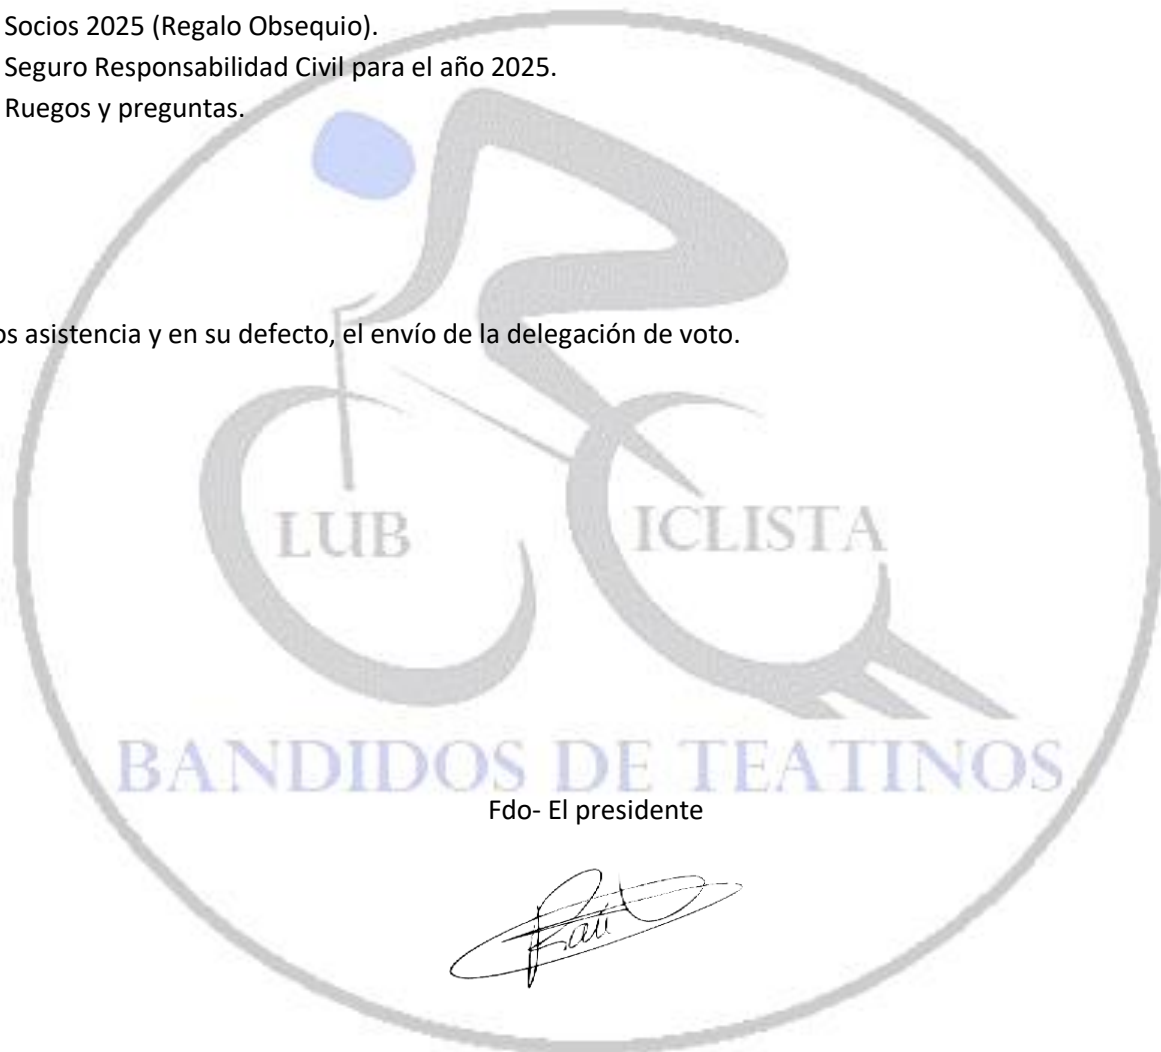 Socios 2025 (Regalo Obsequio).
Seguro Responsabilidad Civil para el año 2025.
Ruegos y preguntas.
os asistencia y en su defecto, el envío de la delegación de voto.
LUB ICLISTA
BANDIDOS DE TEATINOS
Fdo- El presidente